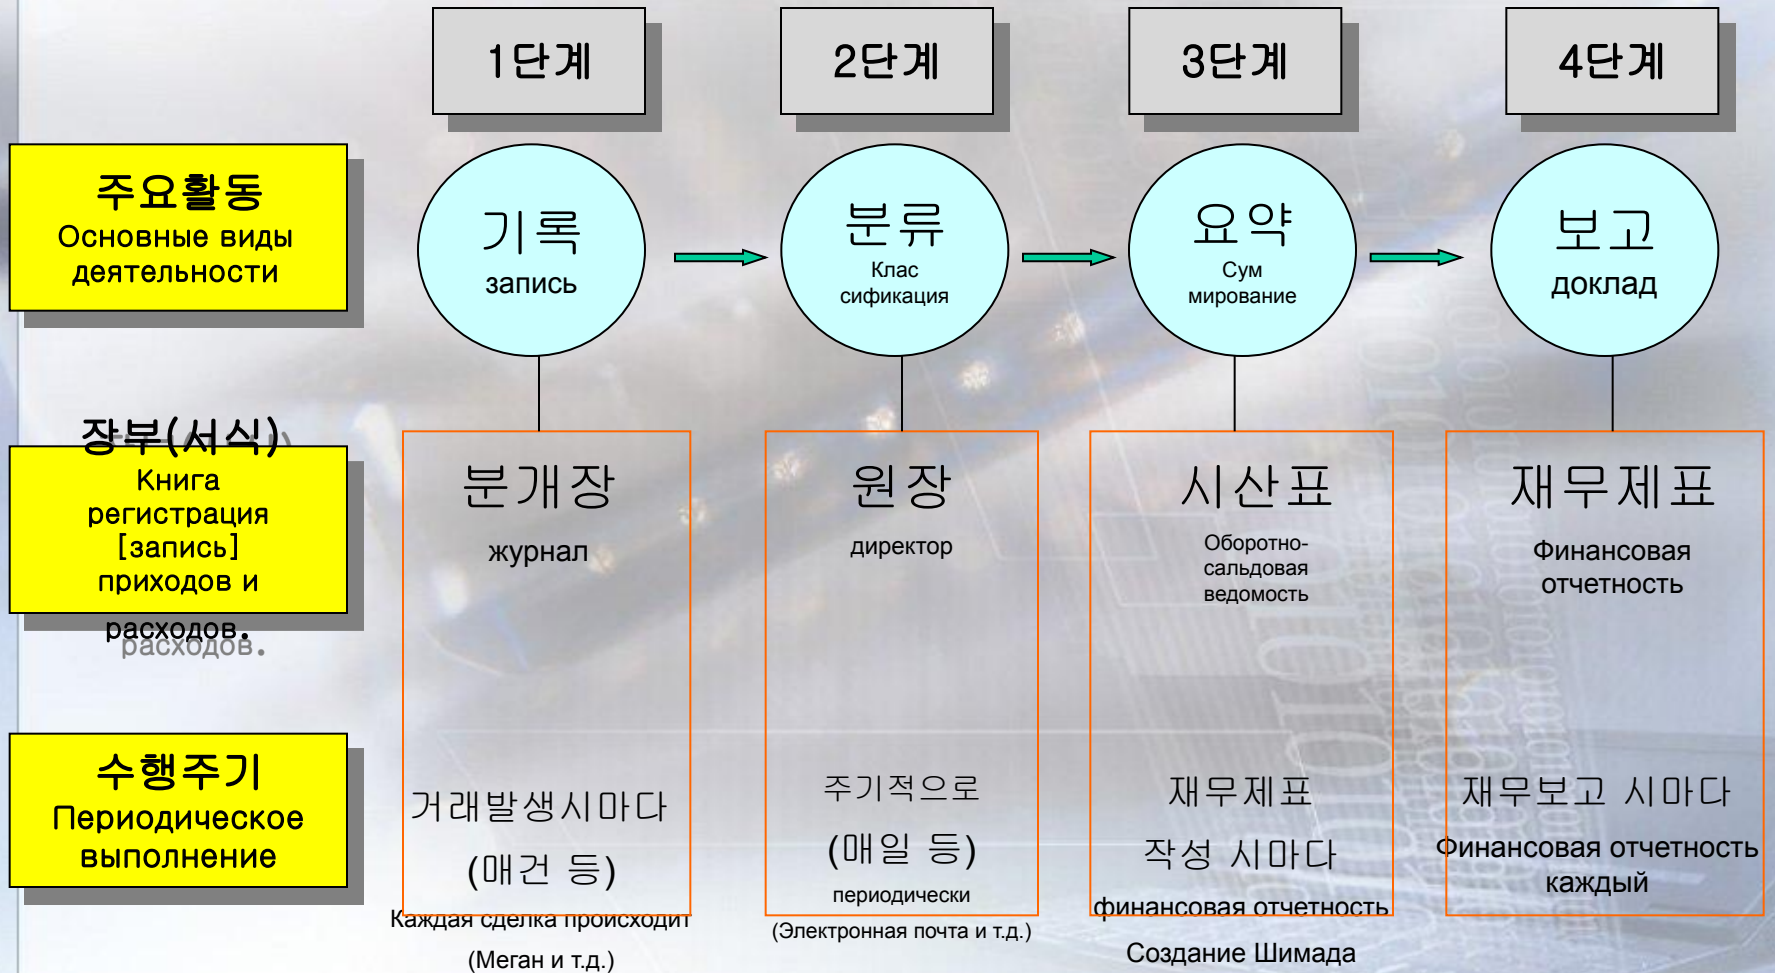 1단계
2단계
3단계
4단계
주요활동
Основные виды
деятельности
기록
запись
분류
Клас
сификация
요약
Сум
мирование
보고
доклад
장부(서식)
Книга
регистрация
[запись]
приходов и
расходов.
분개장
журнал
원장
директор
시산표
Оборотно-
сальдовая
ведомость
재무제표
Финансовая
отчетность
수행주기
Периодическое
выполнение
거래발생시마다
(매건 등)
Каждая сделка происходит
(Меган и т.д.)
주기적으로
(매일 등)
периодически
(Электронная почта и т.д.)
재무제표
작성 시마다
финансовая отчетность
Создание Шимада
재무보고 시마다
Финансовая отчетность
каждый